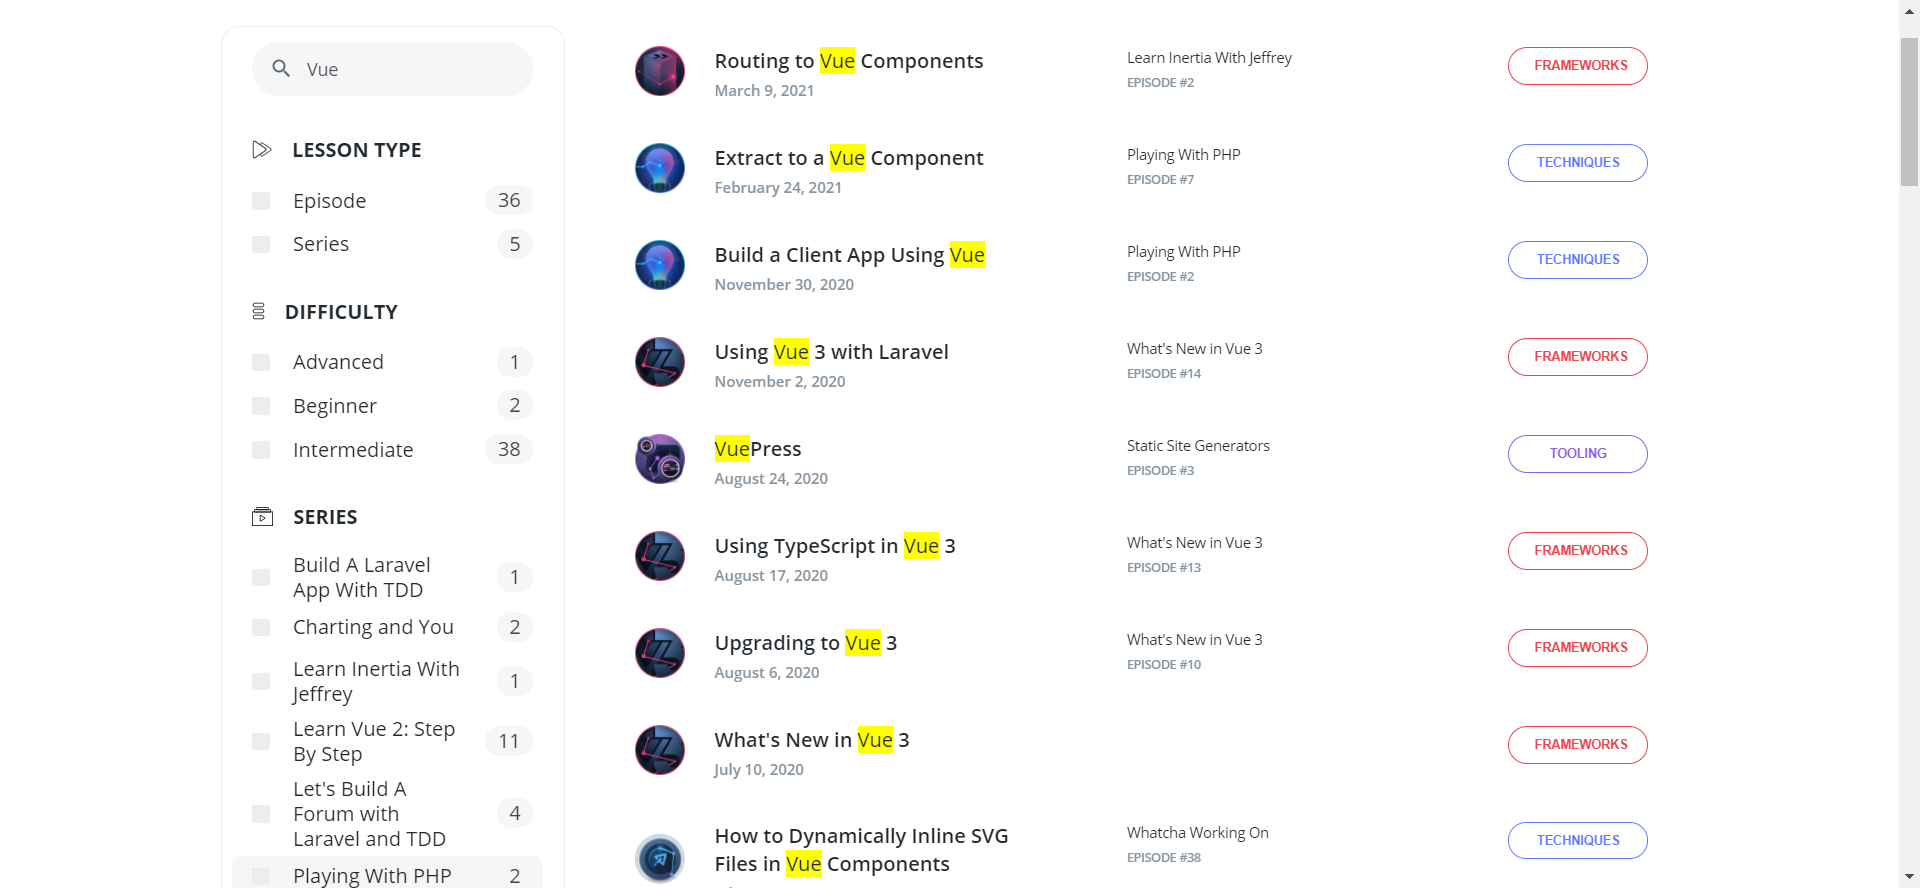 Vue
LESSON TYPE
Episode 36
Series 5
DIFFICULTY
Advanced 1
Beginner 2
Intermediate 38
SERIES
Build A Laravel
App With TDD 1
Charting and You 2
Learn Inertia With
Jeffrey 1
Learn Vue 2: Step
By Step 11
Let's Build A
Forum with
Laravel and TDD 4
Playing With PHP 2
Routing to Vue Components
March 9, 2021
Learn Inertia With Jeffrey
EPISODE #2
FRAMEWORKS
Extract to a Vue Component
February 24, 2021
Playing With PHP
EPISODE #7
TECHNIQUES
Build a Client App Using Vue
November 30, 2020
Playing With PHP
EPISODE #2
TECHNIQUES
Using Vue 3 with Laravel
November 2, 2020
What's New in Vue 3
EPISODE #14
FRAMEWORKS
VuePress
August 24, 2020
Static Site Generators
EPISODE #3
TOOLING
Using TypeScript in Vue 3
August 17, 2020
What's New in Vue 3
EPISODE #13
FRAMEWORKS
Upgrading to Vue 3
August 6, 2020
What's New in Vue 3
EPISODE #10
FRAMEWORKS
What's New in Vue 3
July 10, 2020
FRAMEWORKS
How to Dynamically Inline SVG
Files in Vue Components
Whatcha Working On
EPISODE #38
TECHNIQUES